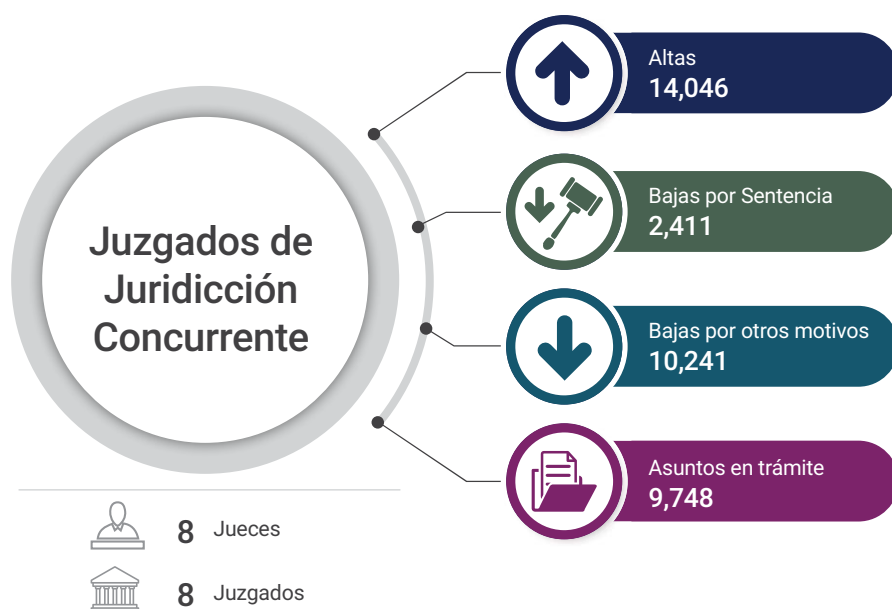 Juzgados de
Juridicción
Concurrente
Altas
14,046
Bajas por Sentencia
2,411
Bajas por otros motivos
10,241
Asuntos en trámite
9,748
8 Jueces
8 Juzgados